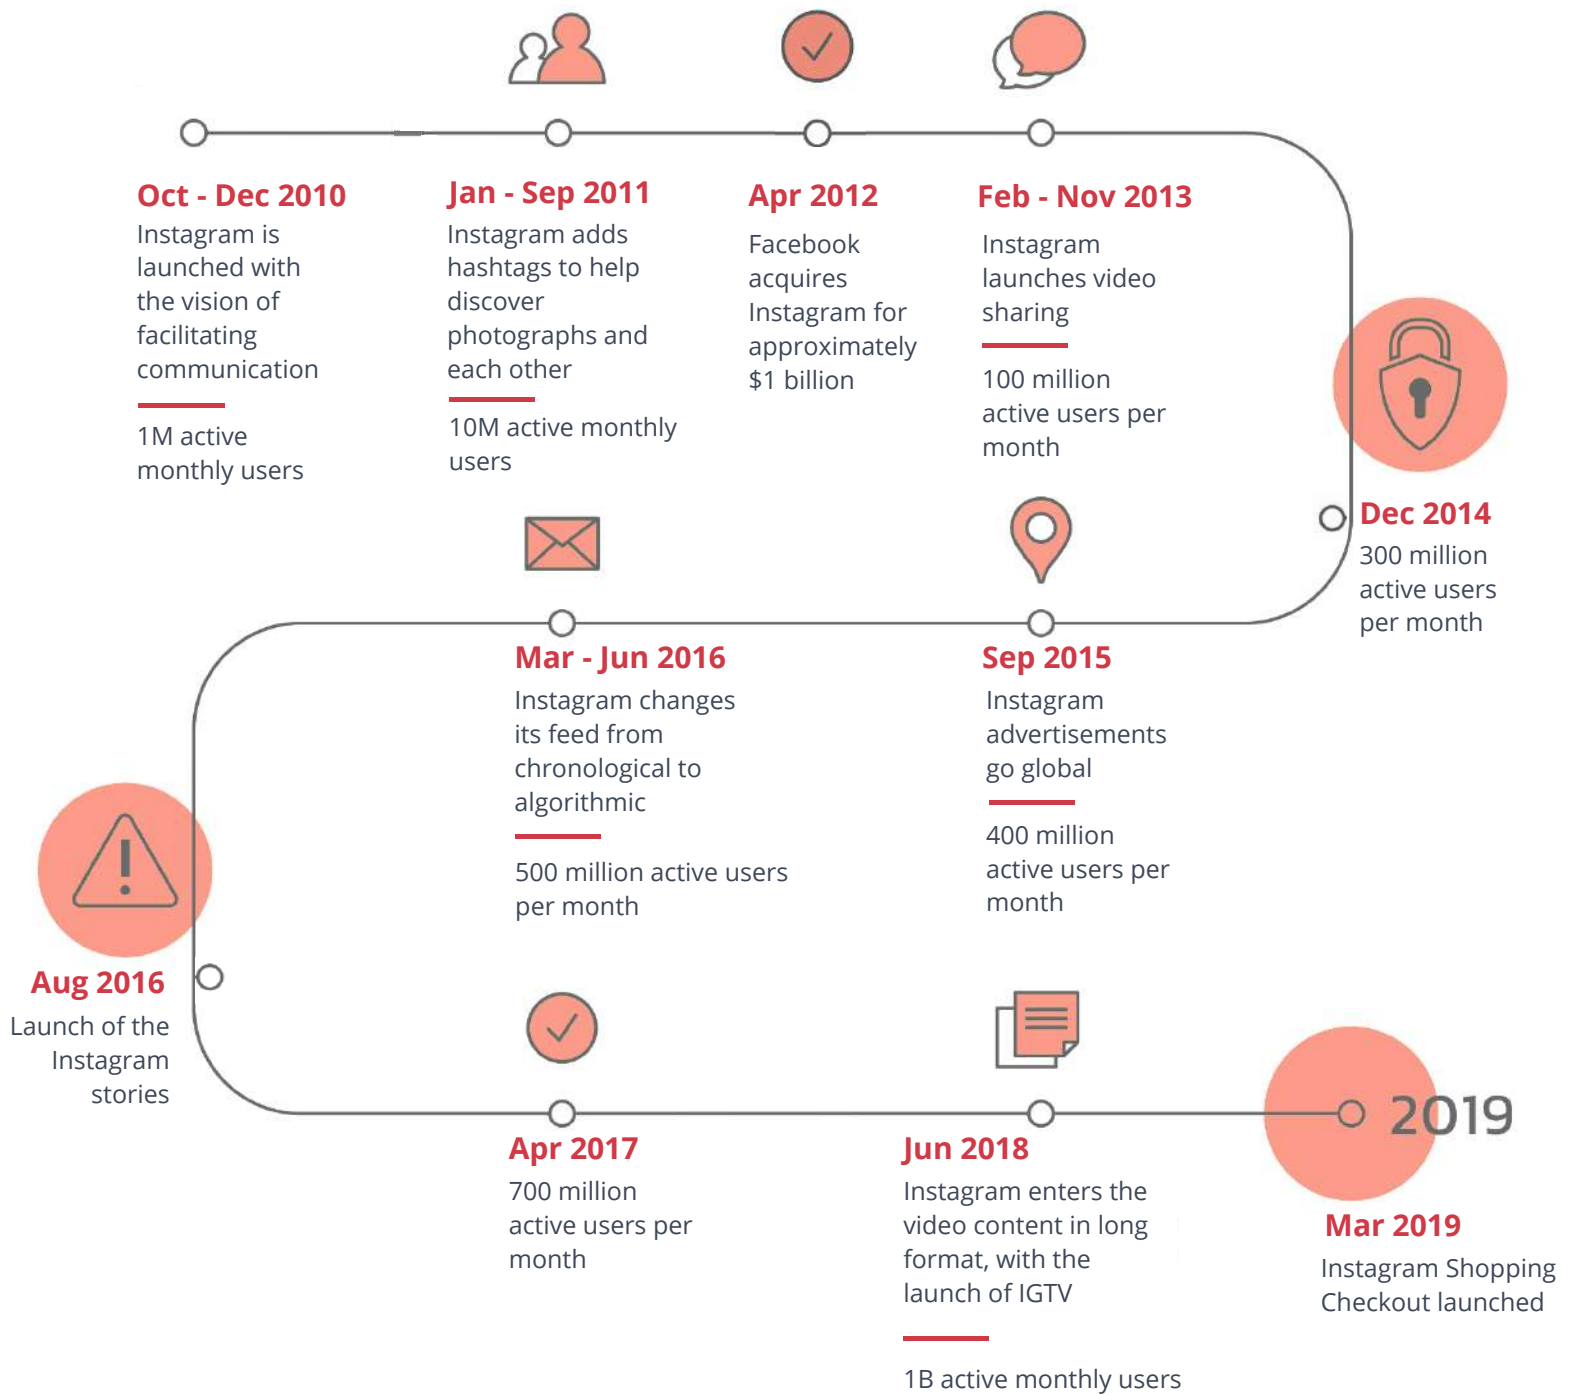 Oct - Dec 2010
Instagram is
launched with
the vision of
facilitating
communication
1M active
monthly users
Jan - Sep 2011
Instagram adds
hashtags to help
discover
photographs and
each other
10M active monthly
users
Apr 2012
Facebook
acquires
Instagram for
approximately
$1 billion
Feb - Nov 2013
Instagram
launches video
sharing
100 million
active users per
month
Dec 2014
300 million
active users
per month
Sep 2015
Instagram
advertisements
go global
400 million
active users per
month
Mar - Jun 2016
Instagram changes
its feed from
chronological to
algorithmic
500 million active users
per month
Aug 2016
Launch of the
Instagram
stories
Apr 2017
700 million
active users per
month
Jun 2018
Instagram enters the
video content in long
format, with the
launch of IGTV
1B active monthly users
2019
Mar 2019
Instagram Shopping
Checkout launched